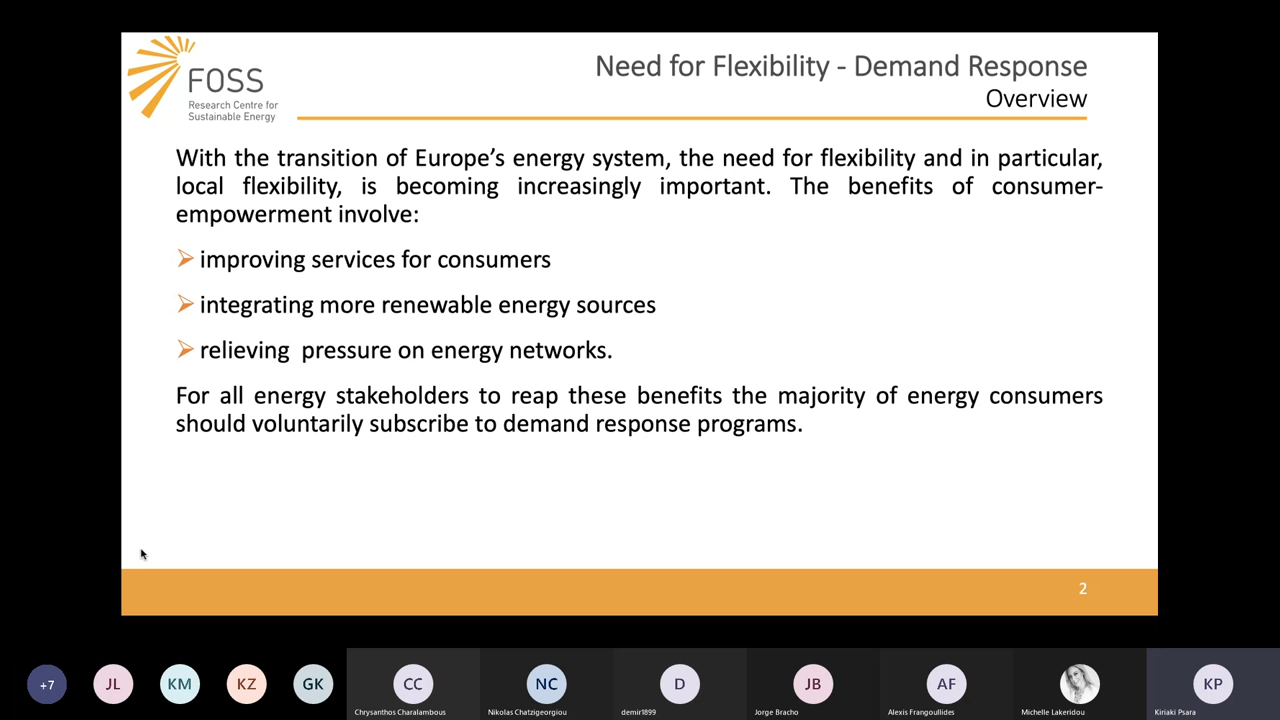 FOSS
Research Centre for
Sustainable Energy
Need for Flexibility - Demand Response
Overview
With the transition of Europe’s energy system, the need for flexibility and in particular,
local flexibility, is becoming increasingly important. The benefits of consumer-
empowerment involve:
improving services for consumers
integrating more renewable energy sources
relieving  pressure on energy networks.
For all energy stakeholders to reap these benefits the majority of energy consumers
should voluntarily subscribe to demand response programs.
2
+7
JL
KM
KZ
GK
CC
NC
D
JB
AF
KP
Chrysanthos Charalambous
Nikolas Chatzigeorgiou
demir1899
Jorge Bracho
Alexis Frangoullides
Michelle Lakeridou
Kiriaki Psara